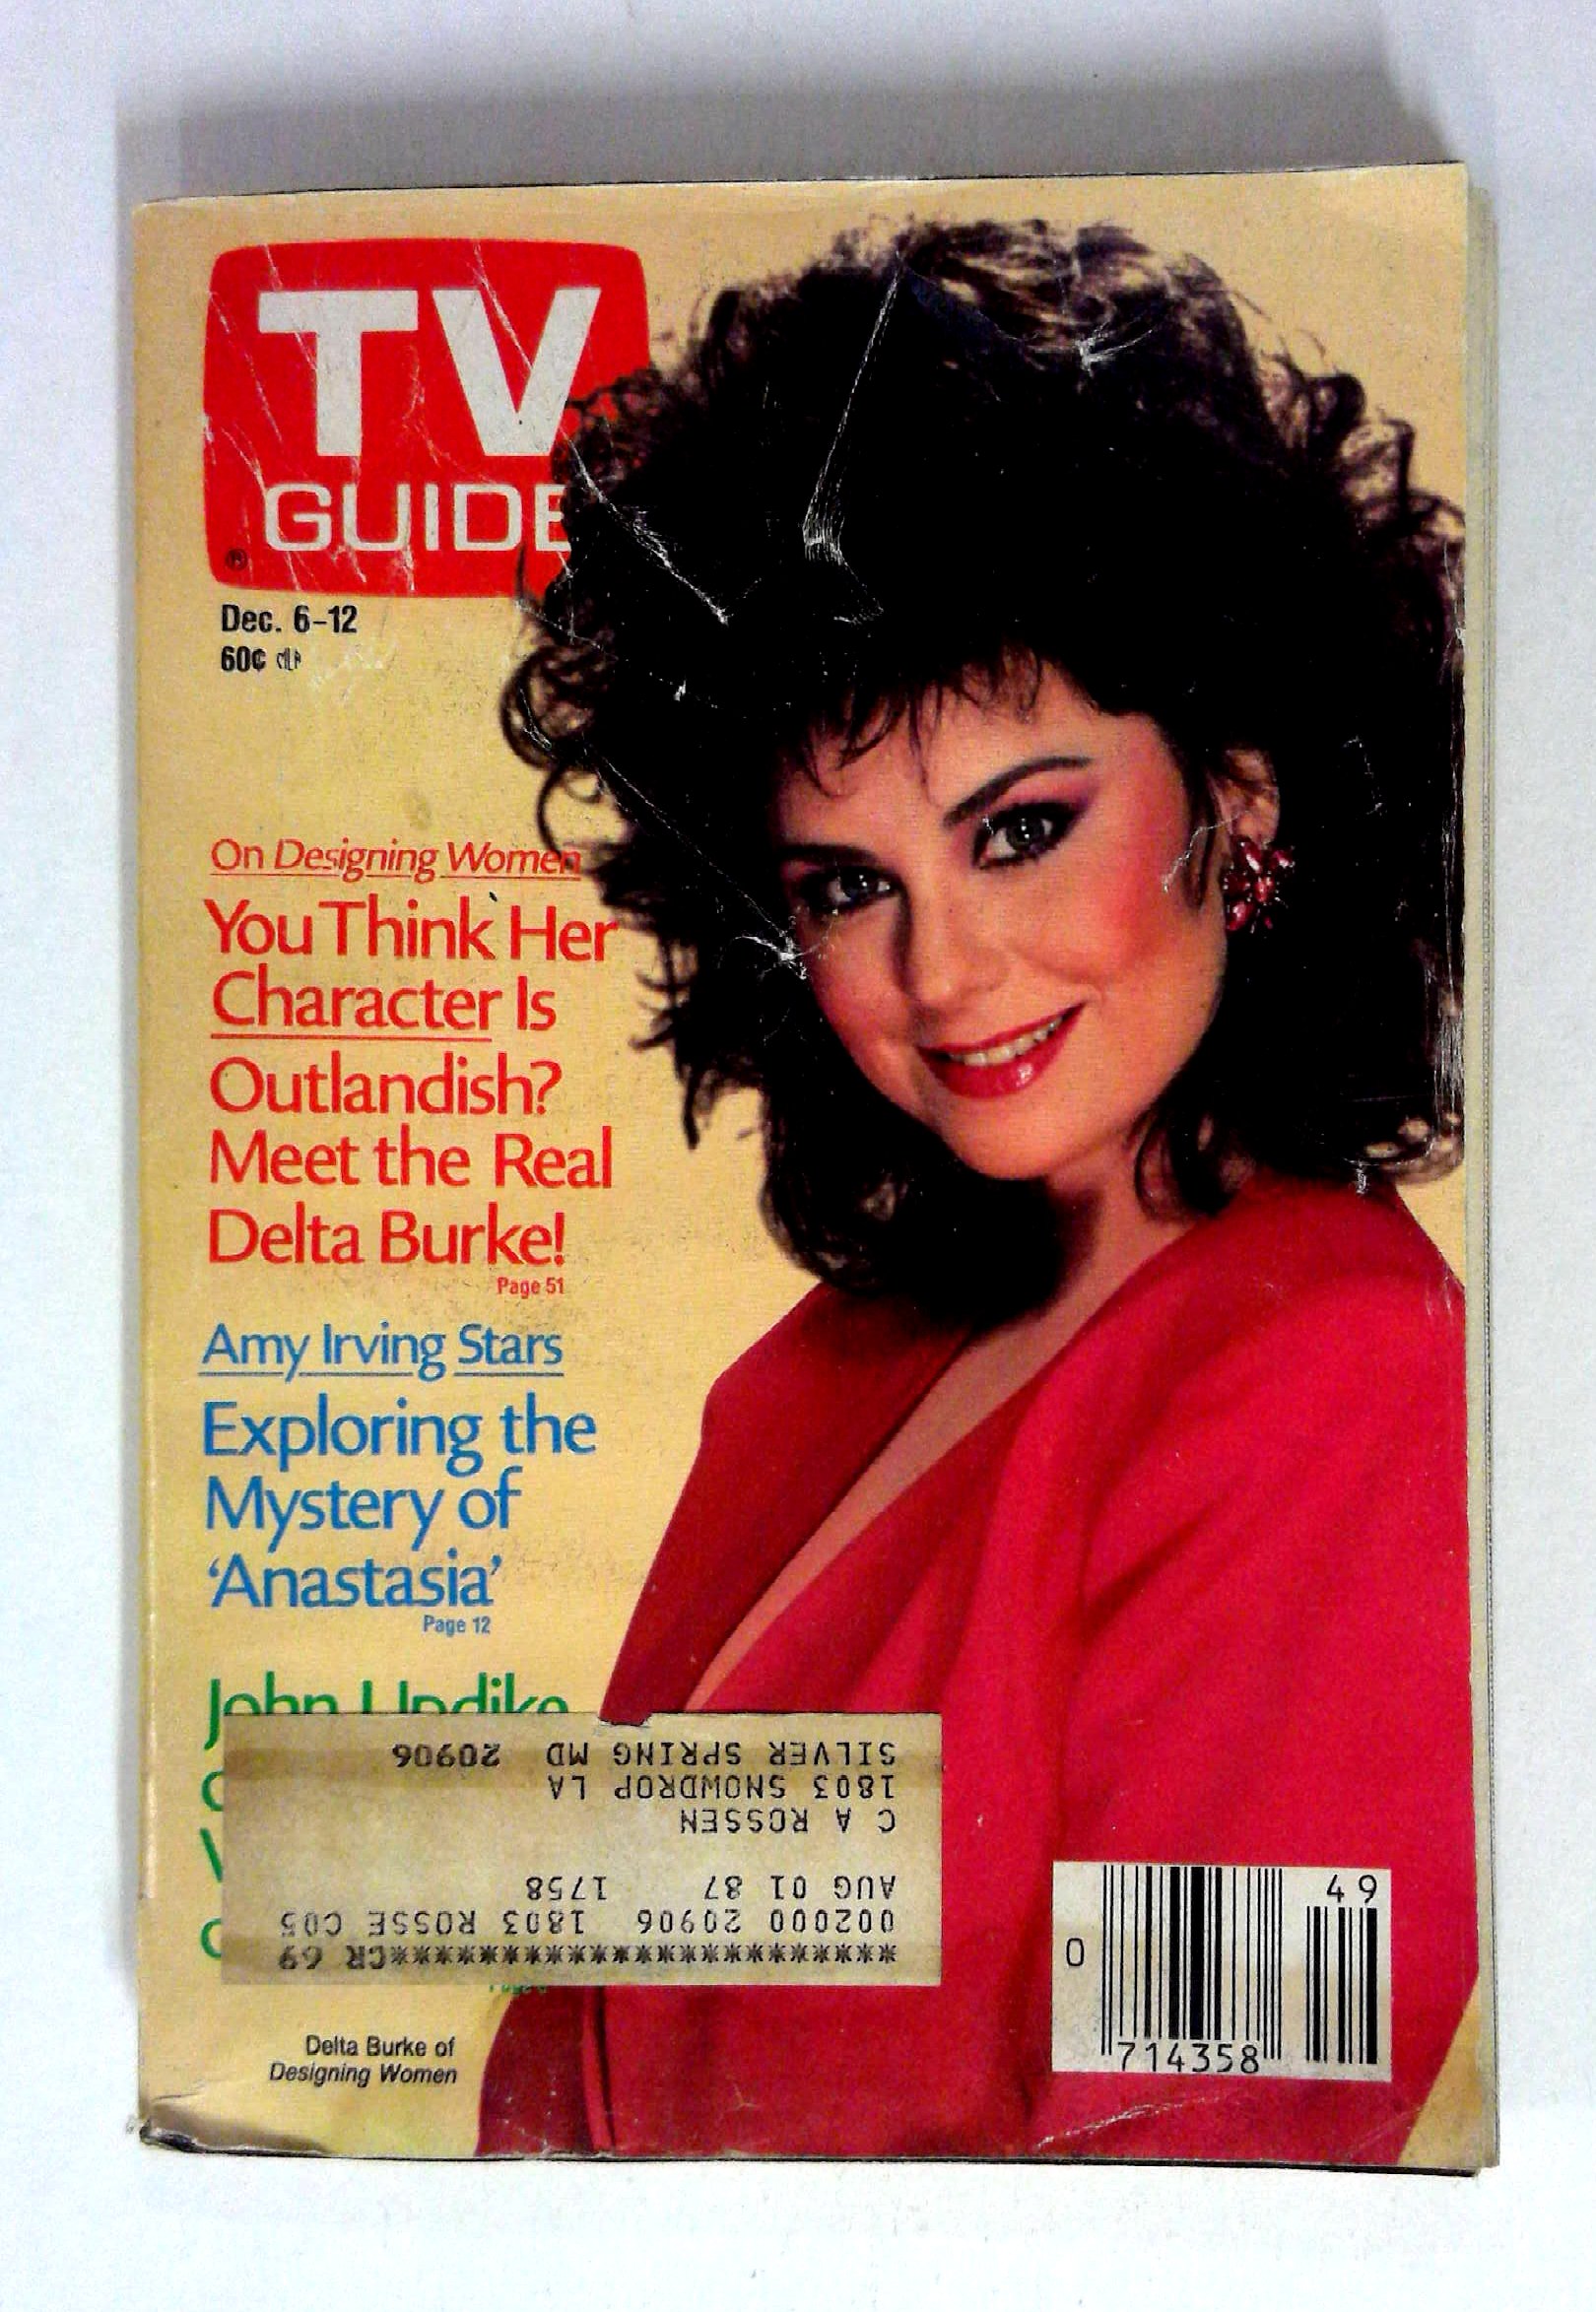 TV
GUIDE
®
Dec. 6-12
60¢
On Designing Women
You Think Her
Character Is
Outlandish?
Meet the Real
Delta Burke!
Page 51
Amy Irving Stars
Exploring the
Mystery of
'Anastasia'
Page 12
John Updike
******************************CR 69
002000 20906 1803 ROSSE C05
AUG 01 87 1758
C A ROSSEN
1803 SNOWDROP LA
SILVER SPRING MD 20906
Delta Burke of
Designing Women
49
0
714358